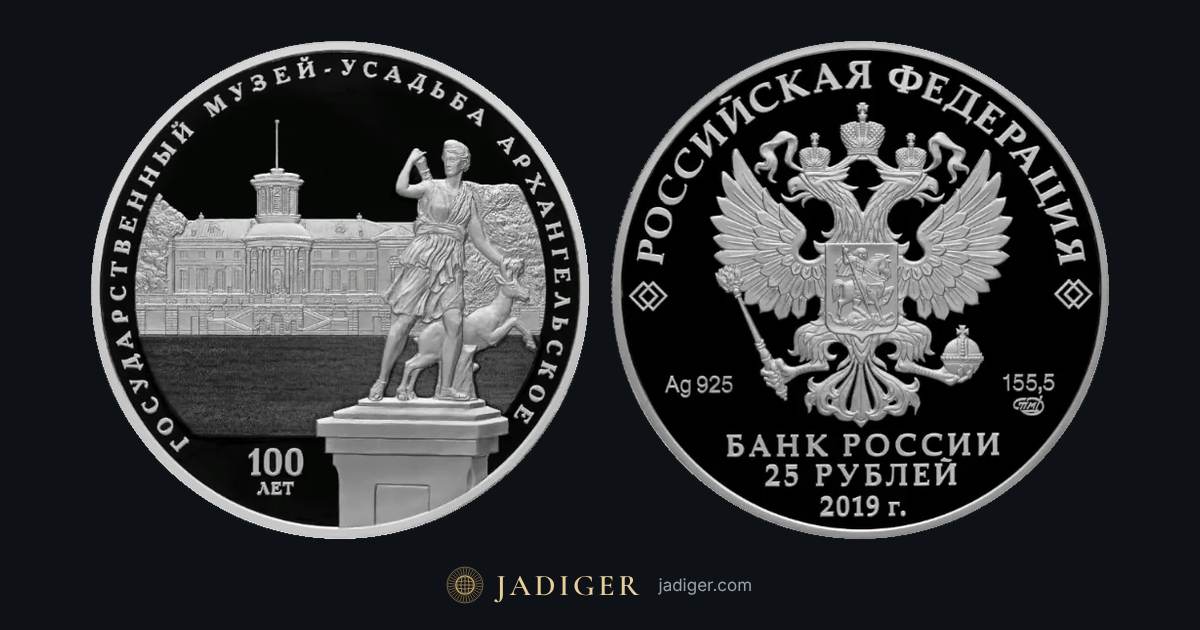 ГОСУДАРСТВЕННЫЙ МУЗЕЙ-УСАДЬБА АРХАНГЕЛЬСКОЕ
100
ЛЕТ
РОССИЙСКАЯ ФЕДЕРАЦИЯ
Ag 925
155,5
БАНК РОССИИ
25 РУБЛЕЙ
2019 г.
JADIGER jadiger.com